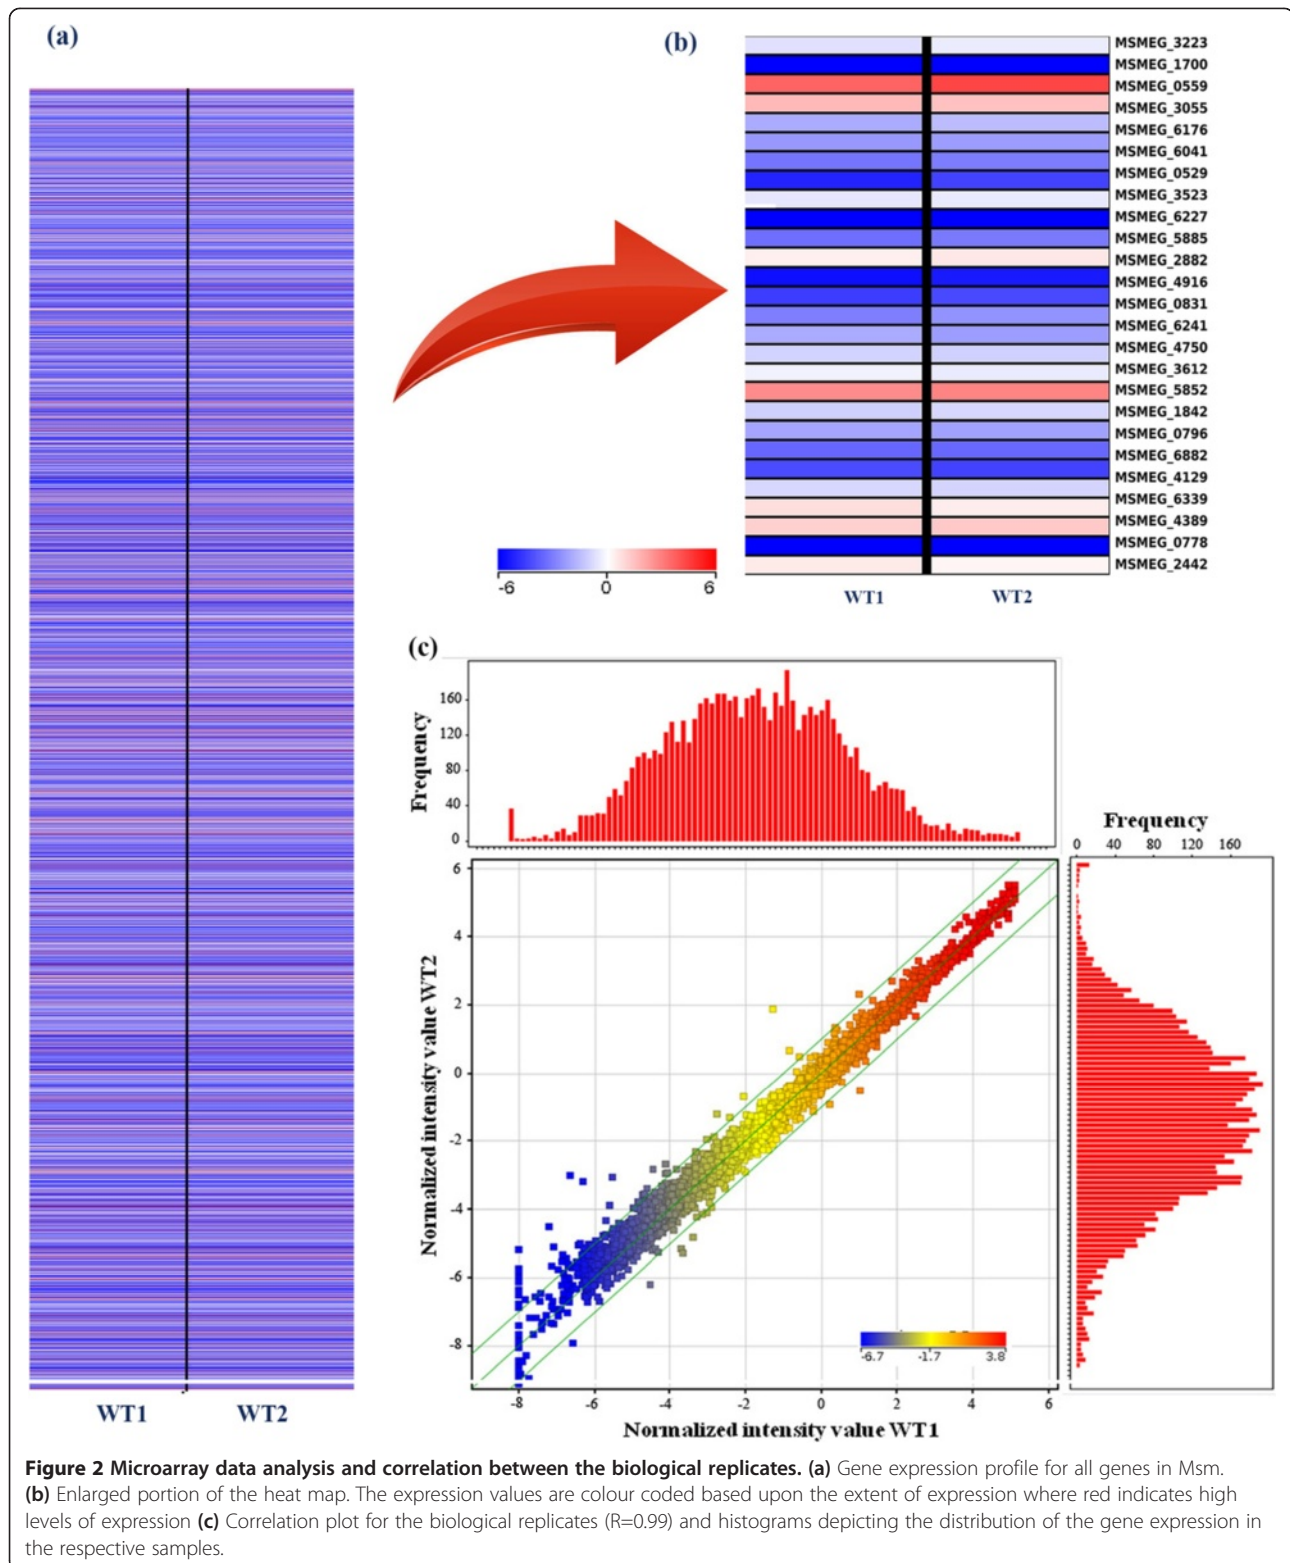 (a)
WT1 WT2
(b)
MSMEG_3223
MSMEG_1700
MSMEG_0559
MSMEG_3055
MSMEG_6176
MSMEG_6041
MSMEG_0529
MSMEG_3523
MSMEG_6227
MSMEG_5885
MSMEG_2882
MSMEG_4916
MSMEG_0831
MSMEG_6241
MSMEG_4750
MSMEG_3612
MSMEG_5852
MSMEG_1842
MSMEG_0796
MSMEG_6882
MSMEG_4129
MSMEG_6339
MSMEG_4389
MSMEG_0778
MSMEG_2442
WT1 WT2
-6 0 6
(c)
Frequency
160
120
80
40
0
Frequency
0 40 80 120 160
Normalized intensity value WT2
6
4
2
0
-2
-4
-6
-8
-6.7 -1.7 3.8
-8 -6 -4 -2 0 2 4 6
Normalized intensity value WT1
Figure 2 Microarray data analysis and correlation between the biological replicates. (a) Gene expression profile for all genes in Msm.
(b) Enlarged portion of the heat map. The expression values are colour coded based upon the extent of expression where red indicates high
levels of expression (c) Correlation plot for the biological replicates (R=0.99) and histograms depicting the distribution of the gene expression in
the respective samples.